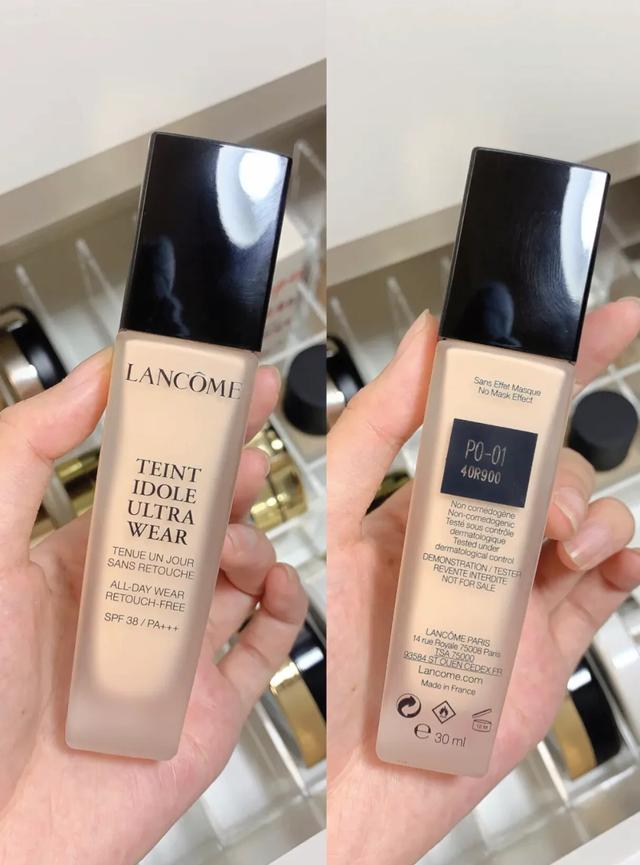 LANCÔME
TEINT
IDOLE
ULTRA
WEAR
TENUE UN JOUR
SANS RETOUCHE
ALL-DAY WEAR
RETOUCH-FREE
SPF 38 / PA+++
Sans Effet Masque
No Mask Effect
PO-01
40R900
Non comédogène
Non-comedogenic
Testé sous contrôle
dermatologique
Tested under
dermatological control
DEMONSTRATION / TESTER
REVENTE INTERDITE
NOT FOR SALE
LANCÔME PARIS
14 rue Royale 75008 Paris
TSA 75000
93584 ST OUEN CEDEX FR
Lancome.com
Made in France
12 M
e 30 ml